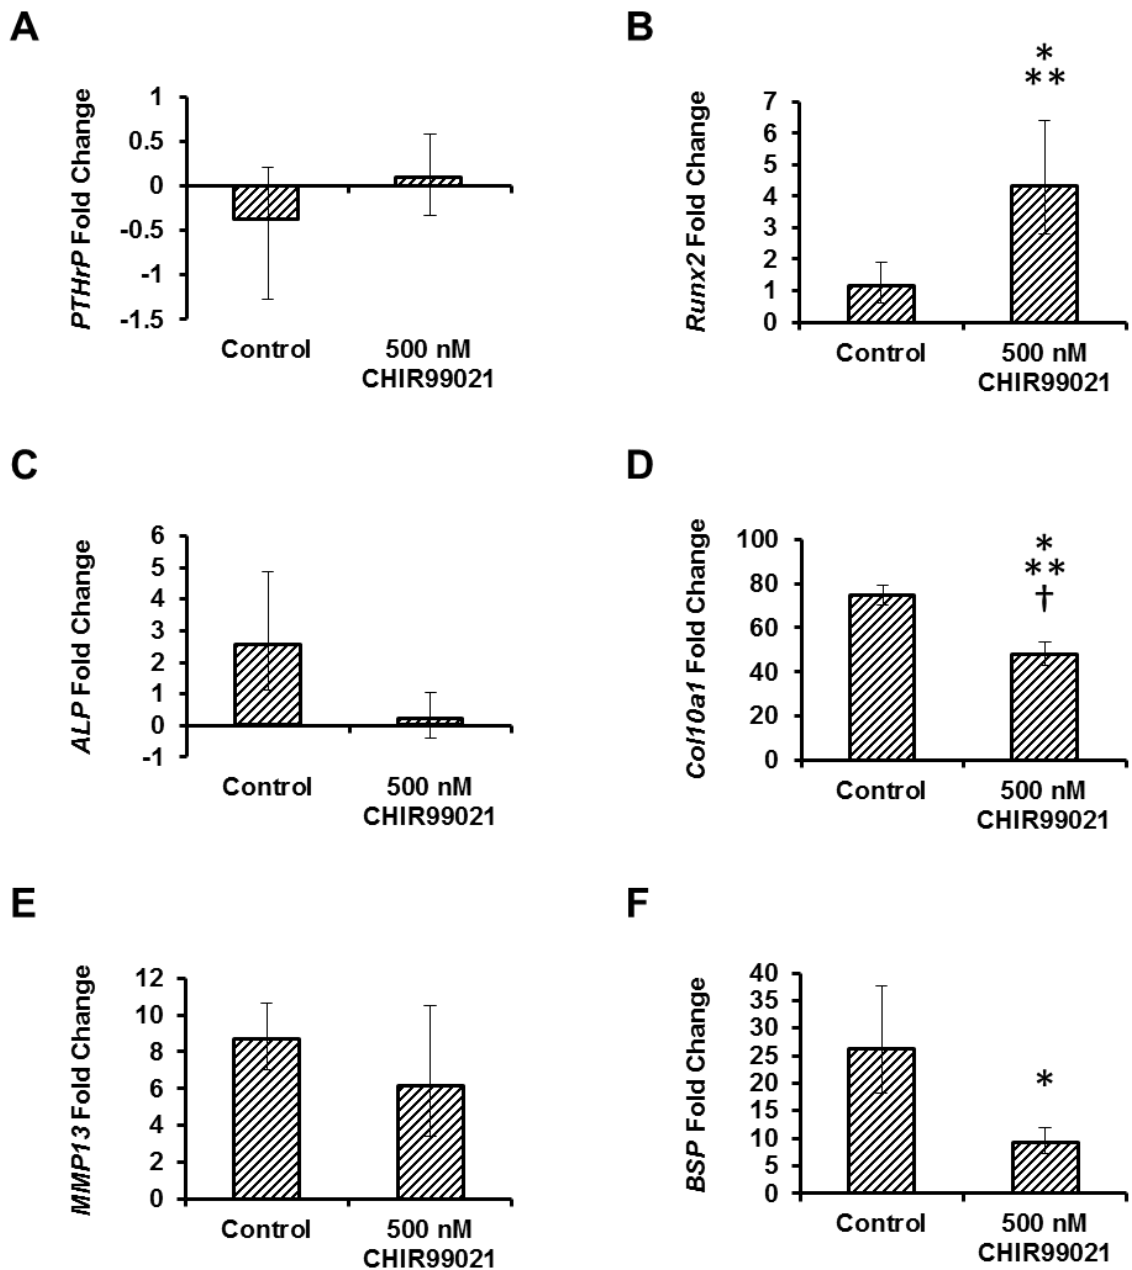 A
PTHrP Fold Change
1
0.5
0
-0.5
-1
-1.5
Control
500 nM
CHIR99021
B
*
**
Runx2 Fold Change
7
6
5
4
3
2
1
0
Control
500 nM
CHIR99021
C
ALP Fold Change
6
5
4
3
2
1
0
-1
Control
500 nM
CHIR99021
D
*
**
†
Col10a1 Fold Change
100
80
60
40
20
0
Control
500 nM
CHIR99021
E
MMP13 Fold Change
12
10
8
6
4
2
0
Control
500 nM
CHIR99021
F
*
BSP Fold Change
40
35
30
25
20
15
10
5
0
Control
500 nM
CHIR99021